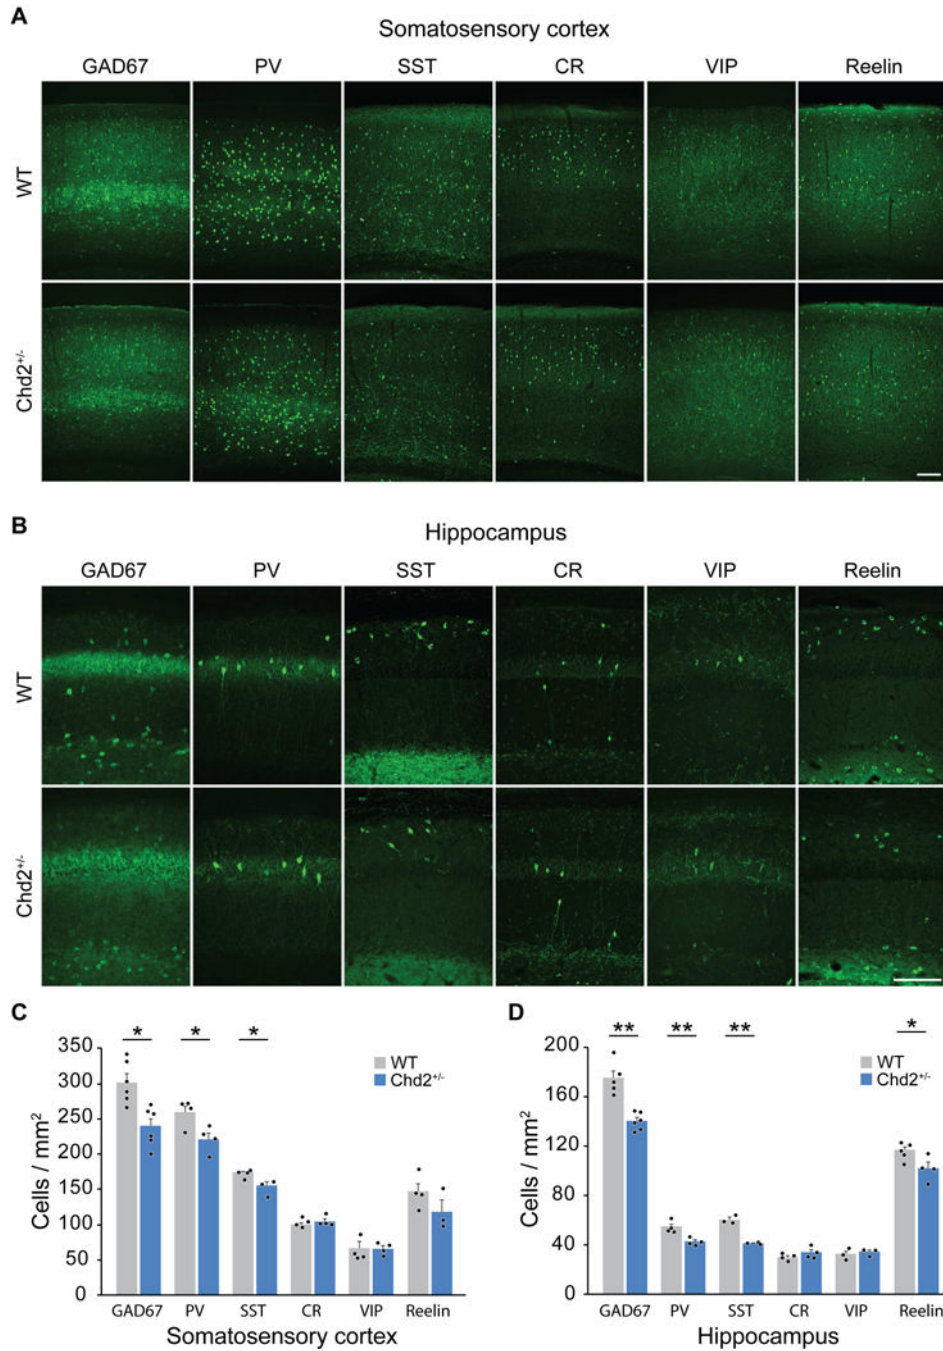 A
Somatosensory cortex
GAD67 PV SST CR VIP Reelin
WT
Chd2+/-
B
Hippocampus
GAD67 PV SST CR VIP Reelin
WT
Chd2+/-
C
* * *
WT
Chd2+/-
Cells / mm2
350
300
250
200
150
100
50
0
GAD67 PV SST CR VIP Reelin
Somatosensory cortex
D
** ** ** *
WT
Chd2+/-
Cells / mm2
200
160
120
80
40
0
GAD67 PV SST CR VIP Reelin
Hippocampus